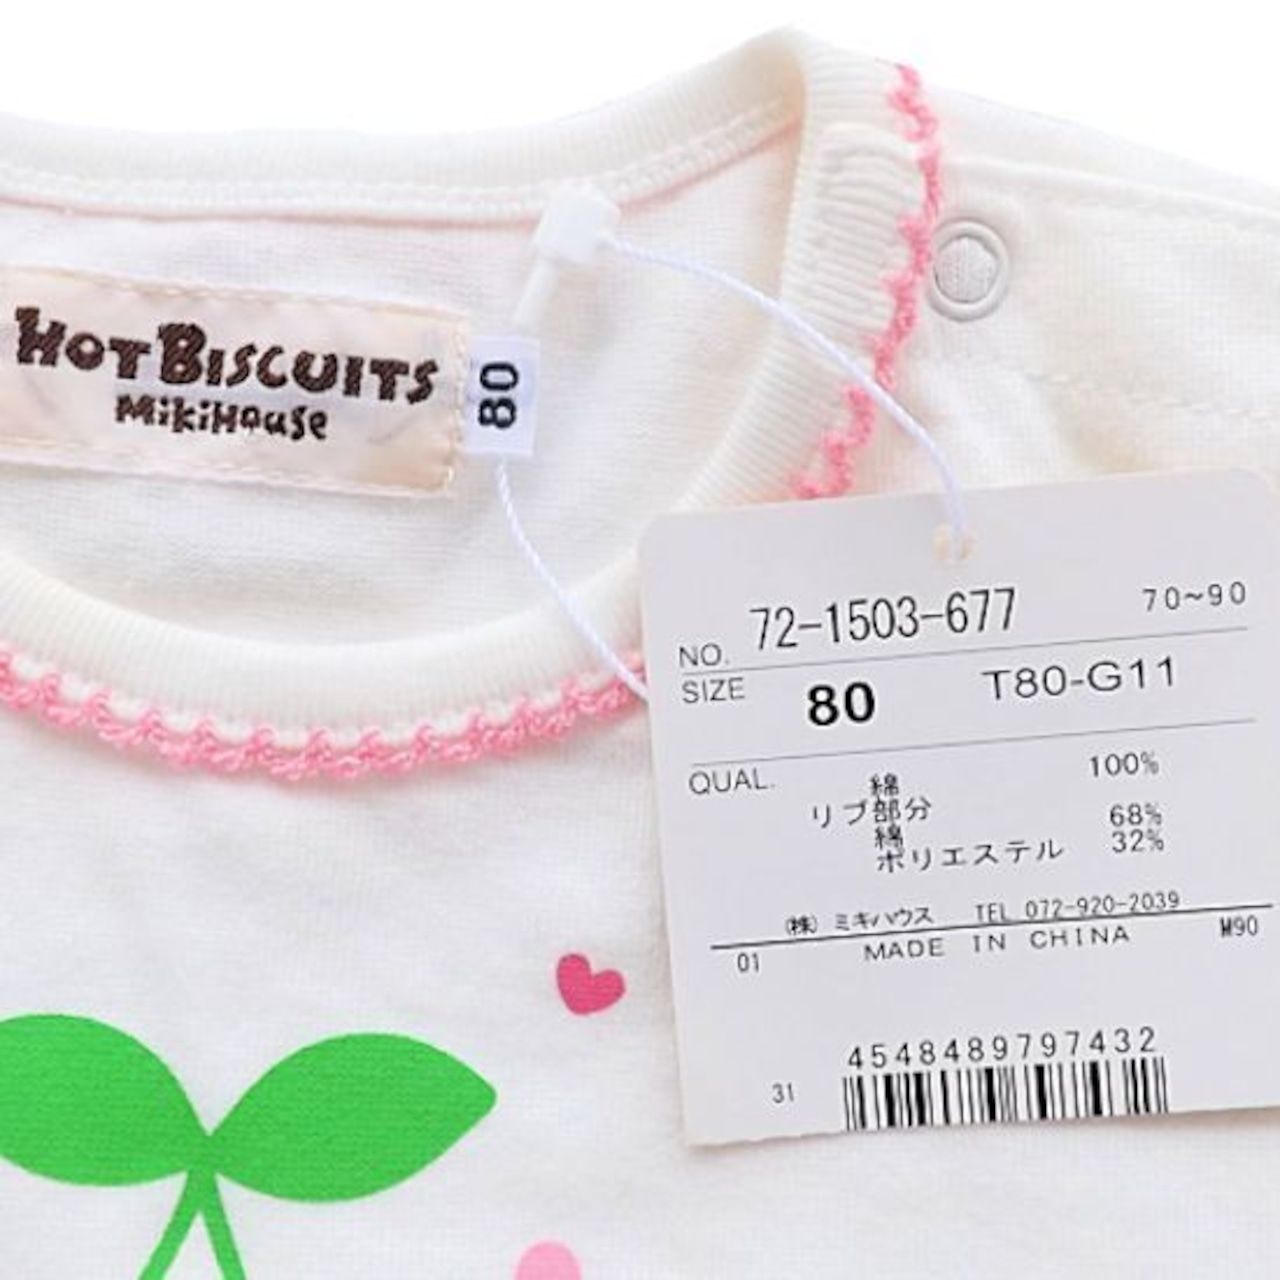 HOT BISCUITS
MikiHouse
80
NO. 72-1503-677 70~90
SIZE 80 T80-G11
QUAL. 綿 100%
リブ部分
綿 68%
ポリエステル 32%
(株) ミキハウス TEL 072-920-2039
01 MADE IN CHINA M90
4548489797432
31